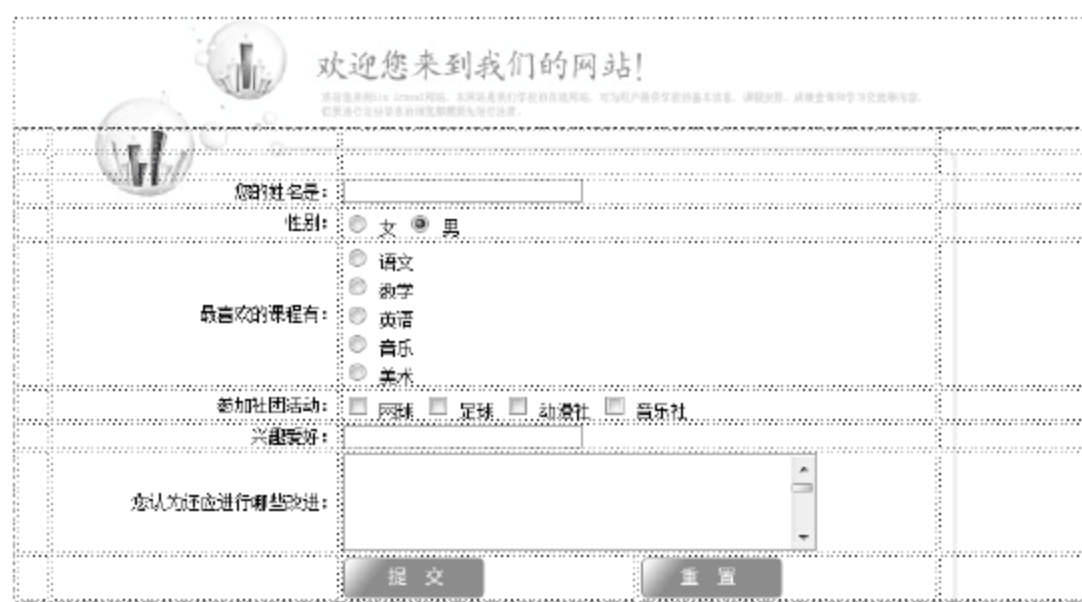 欢迎您来到我们的网站!
您的姓名是:
性别: 女 男
语文
数学
最喜欢的课程有: 英语
音乐
美术
参加社团活动: 网球 足球 动漫社 音乐社
兴趣爱好:
您认为还应进行哪些改进:
提 交 重 置